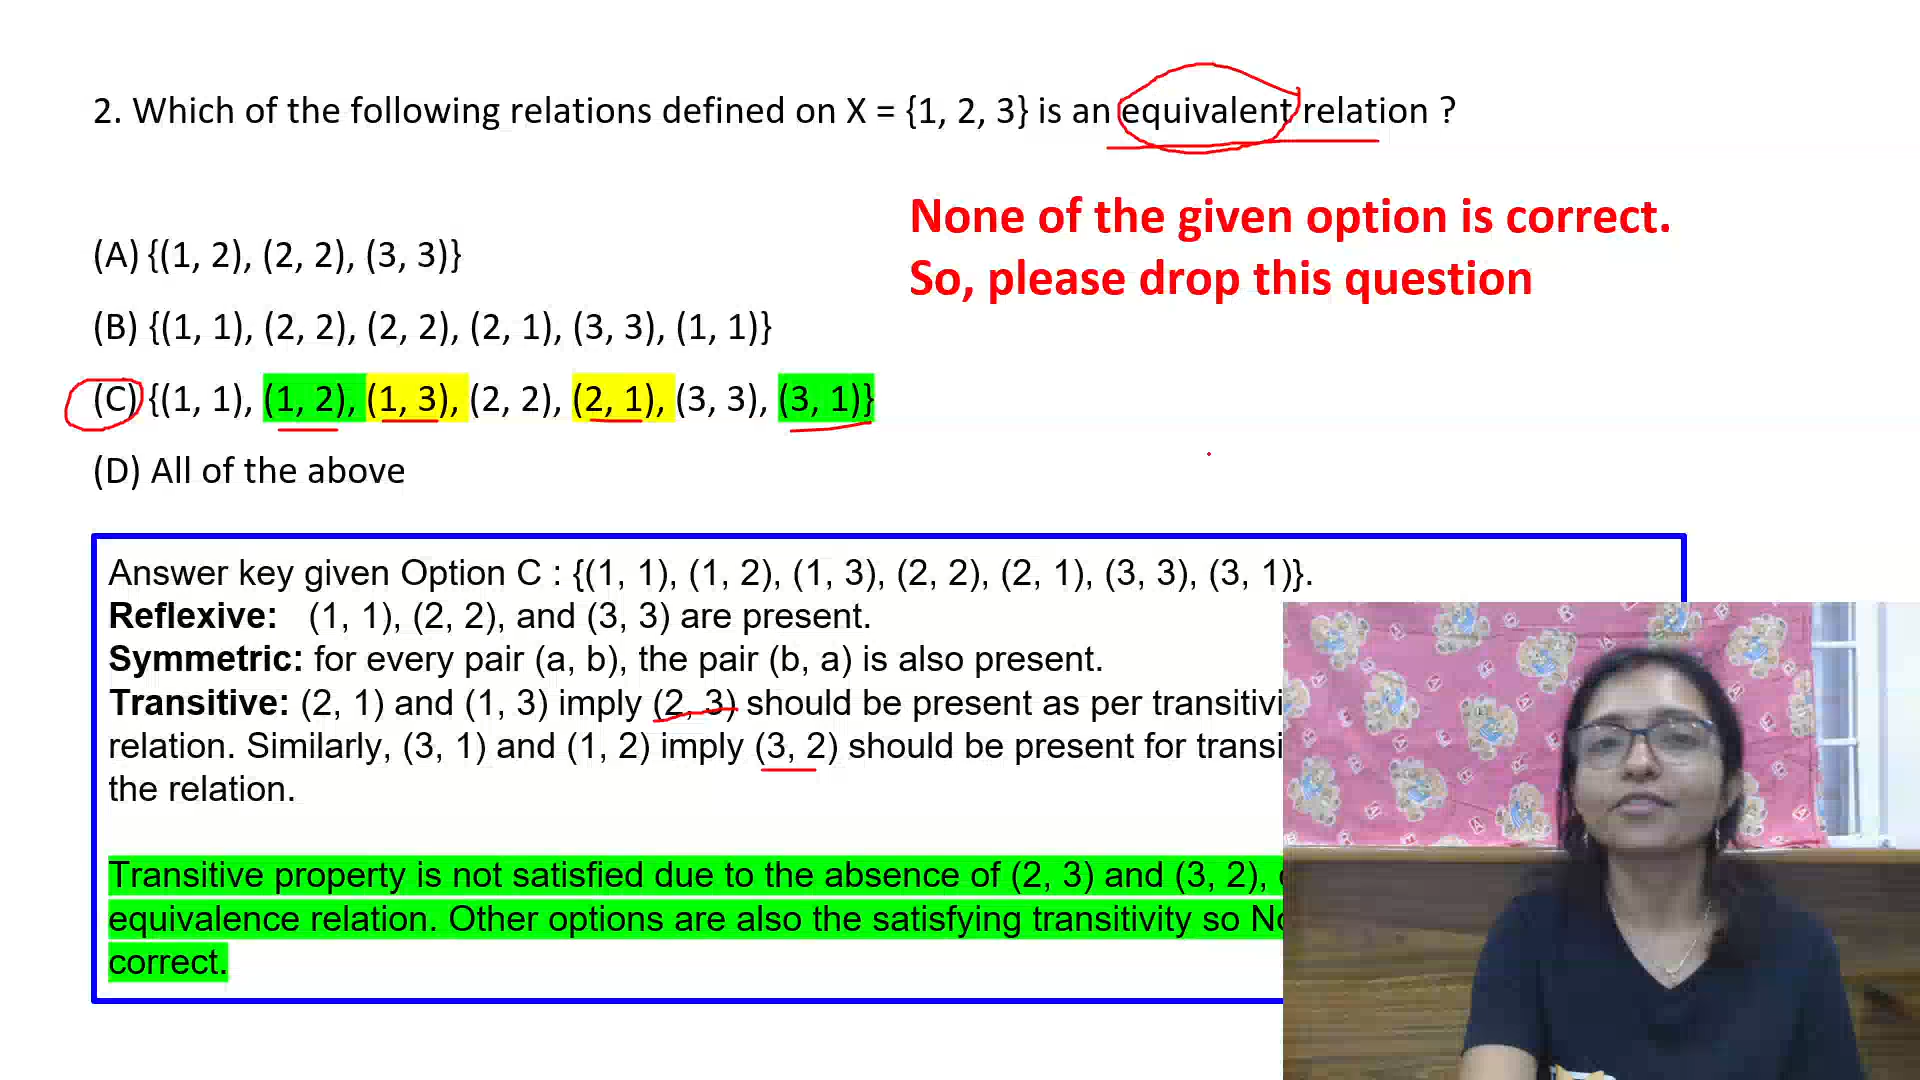 2. Which of the following relations defined on X = {1, 2, 3} is an equivalent relation ?
None of the given option is correct.
So, please drop this question
(A) {(1, 2), (2, 2), (3, 3)}
(B) {(1, 1), (2, 2), (2, 2), (2, 1), (3, 3), (1, 1)}
(C) {(1, 1), (1, 2), (1, 3), (2, 2), (2, 1), (3, 3), (3, 1)}
(D) All of the above
Answer key given Option C : {(1, 1), (1, 2), (1, 3), (2, 2), (2, 1), (3, 3), (3, 1)}.
Reflexive: (1, 1), (2, 2), and (3, 3) are present.
Symmetric: for every pair (a, b), the pair (b, a) is also present.
Transitive: (2, 1) and (1, 3) imply (2, 3) should be present as per
relation. Similarly, (3, 1) and (1, 2) imply (3, 2) should be present for
the relation.
Transitive property is not satisfied due to the absence of (2, 3) and (3, 2),
equivalence relation. Other options are also the satisfying transitivity so
correct.